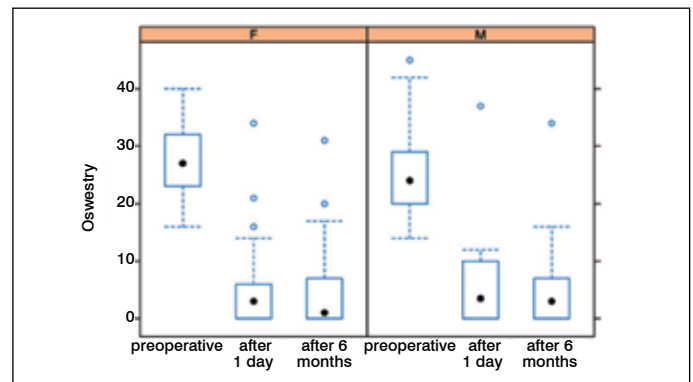 F M
40
30
20
10
0
Oswestry
preoperative after 1 day after 6 months preoperative after 1 day after 6 months